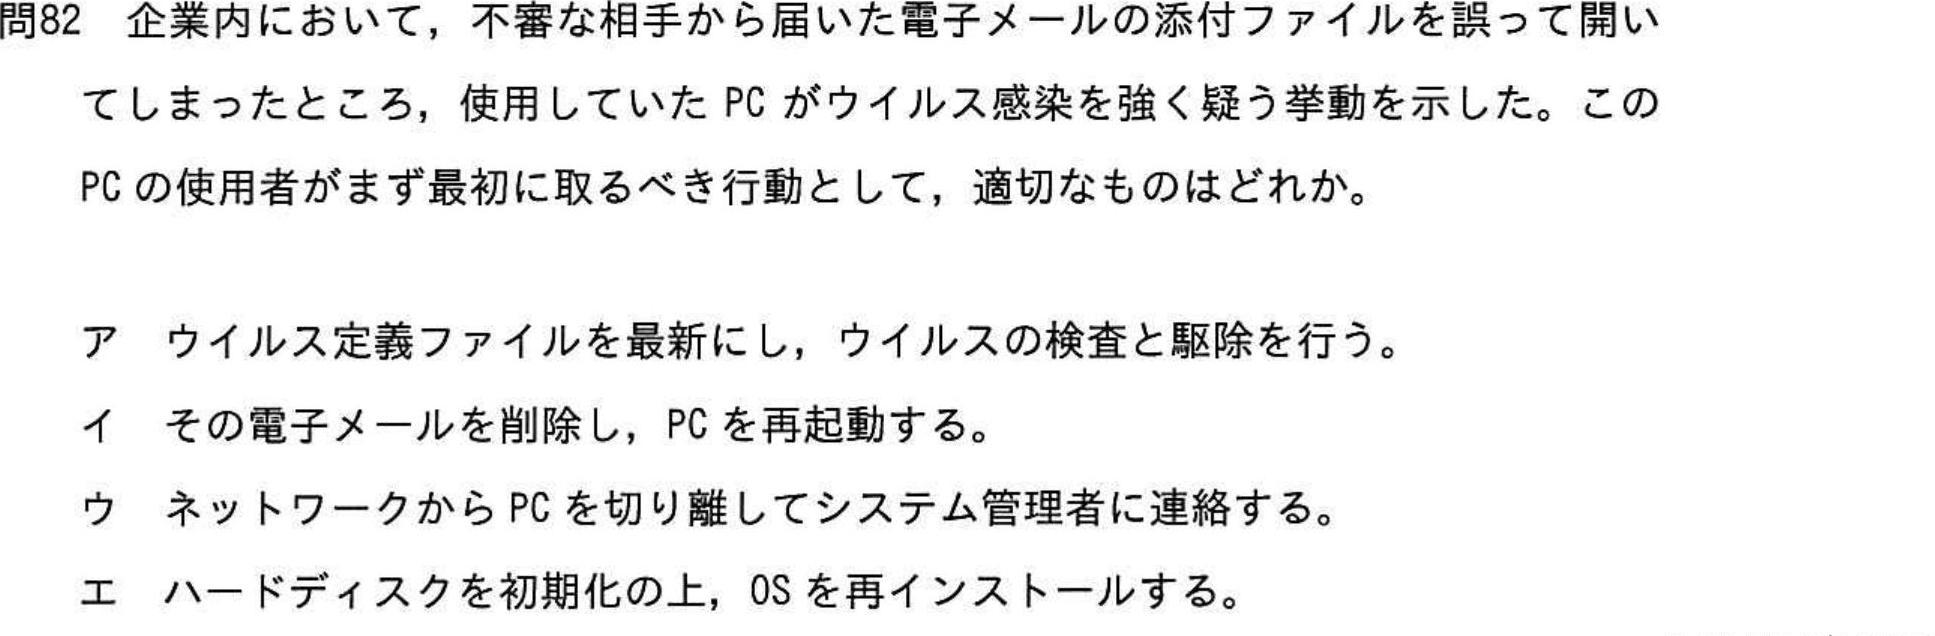 問82　企業内において，不審な相手から届いた電子メールの添付ファイルを誤って開い
てしまったところ，使用していた PC がウイルス感染を強く疑う挙動を示した。この
PC の使用者がまず最初に取るべき行動として，適切なものはどれか。
ア　ウイルス定義ファイルを最新にし，ウイルスの検査と駆除を行う。
イ　その電子メールを削除し，PC を再起動する。
ウ　ネットワークから PC を切り離してシステム管理者に連絡する。
エ　ハードディスクを初期化の上，OS を再インストールする。